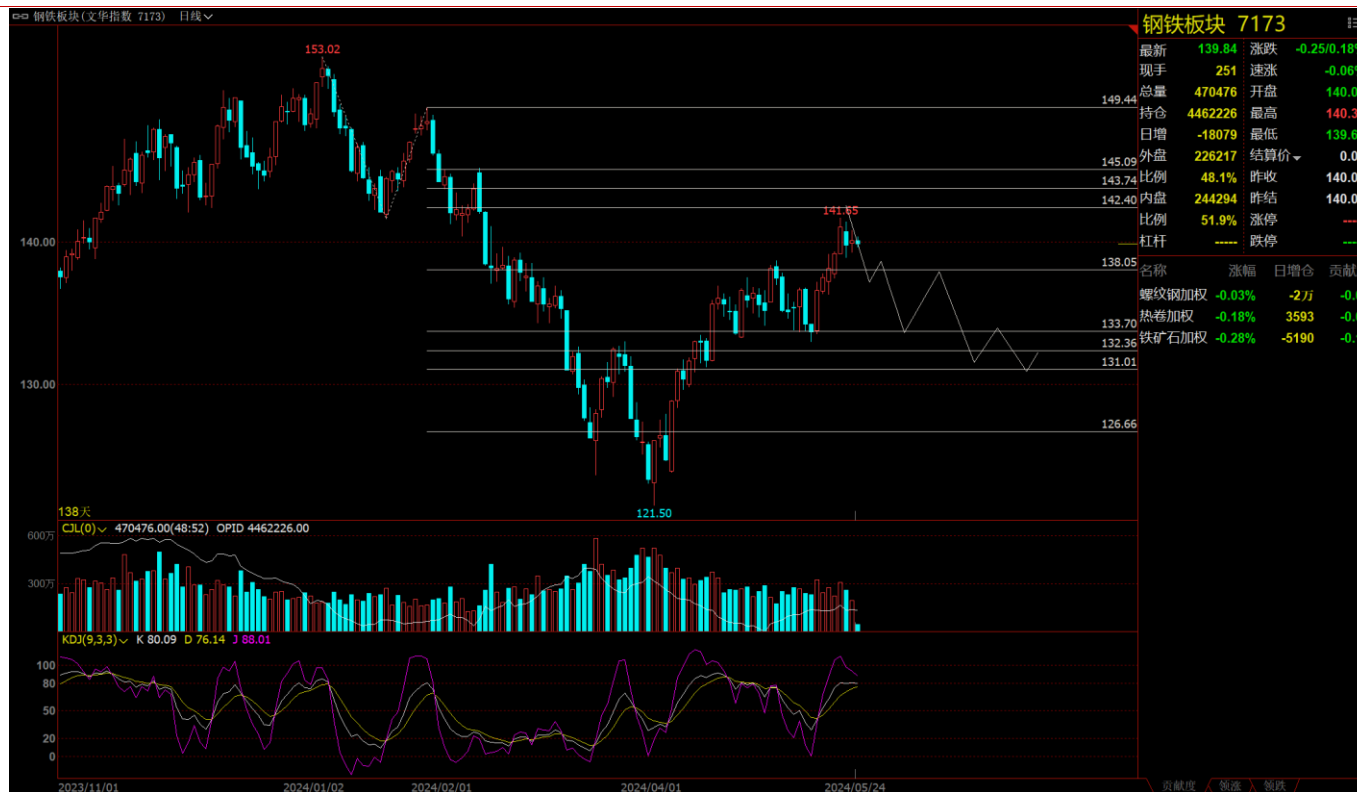 钢铁板块(文华指数 7173) 日线
153.02
149.44
145.09
143.74
142.40
141.65
140.00
138.05
133.70
132.36
131.01
130.00
126.66
121.50
138天
CJL(0) 470476.00(48:52) OPID 4462226.00
600万
300万
KDJ(9,3,3) K 80.09 D 76.14 J 88.01
100
80
50
20
0
2023/11/01 2024/01/02 2024/02/01 2024/04/01 2024/05/24
钢铁板块 7173
最新 139.84 涨跌 -0.25/0.18%
现手 251 速涨 -0.06%
总量 470476 开盘 140.0
持仓 4462226 最高 140.3
日增 -18079 最低 139.6
外盘 226217 结算价 0.0
比例 48.1% 昨收 140.0
内盘 244294 昨结 140.0
比例 51.9% 涨停 ---
杠杆 ----- 跌停 ---
名称 涨幅 日增仓 贡献
螺纹钢加权 -0.03% -2万 -0.
热卷加权 -0.18% 3593 -0.
铁矿石加权 -0.28% -5190 -0.
贡献度 领涨 领跌